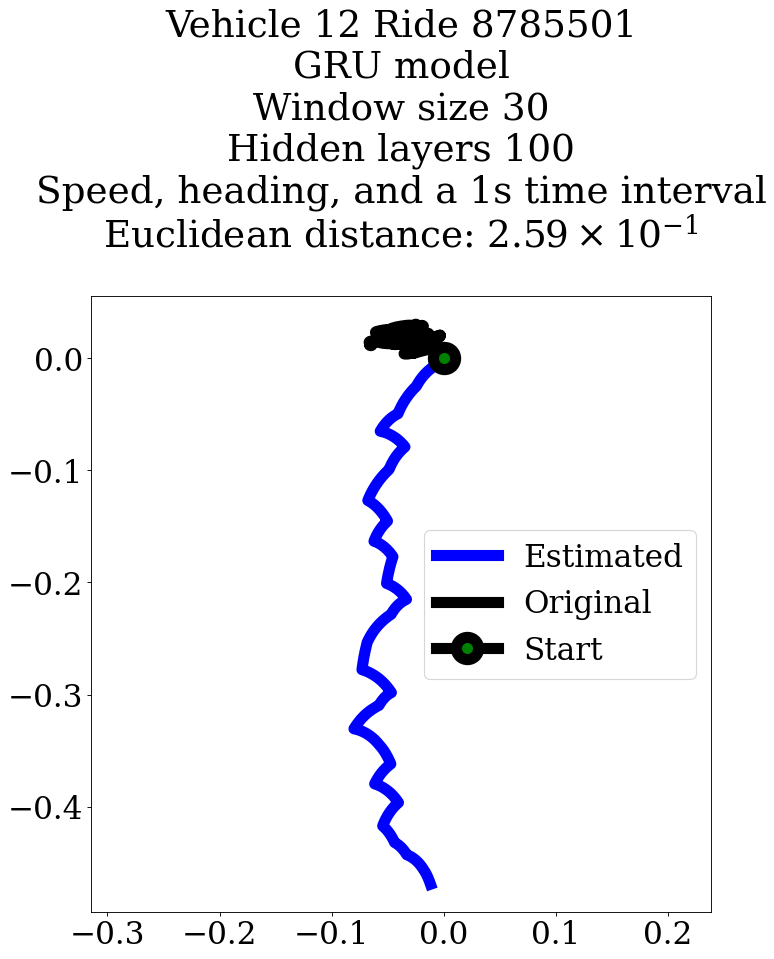 Vehicle 12 Ride 8785501
GRU model
Window size 30
Hidden layers 100
Speed, heading, and a 1s time interval
Euclidean distance: 2.59 × 10⁻¹
0.0
−0.1
−0.2
−0.3
−0.4
Estimated
Original
Start
−0.3 −0.2 −0.1 0.0 0.1 0.2